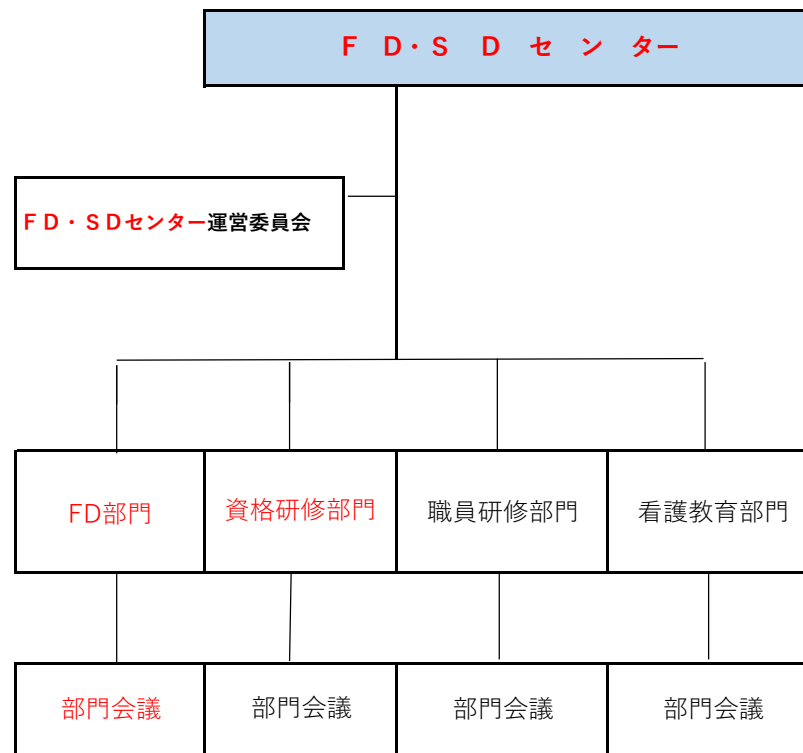 ＦＤ・ＳＤセンター
ＦＤ・ＳＤセンター運営委員会
FD部門
資格研修部門
職員研修部門
看護教育部門
部門会議
部門会議
部門会議
部門会議